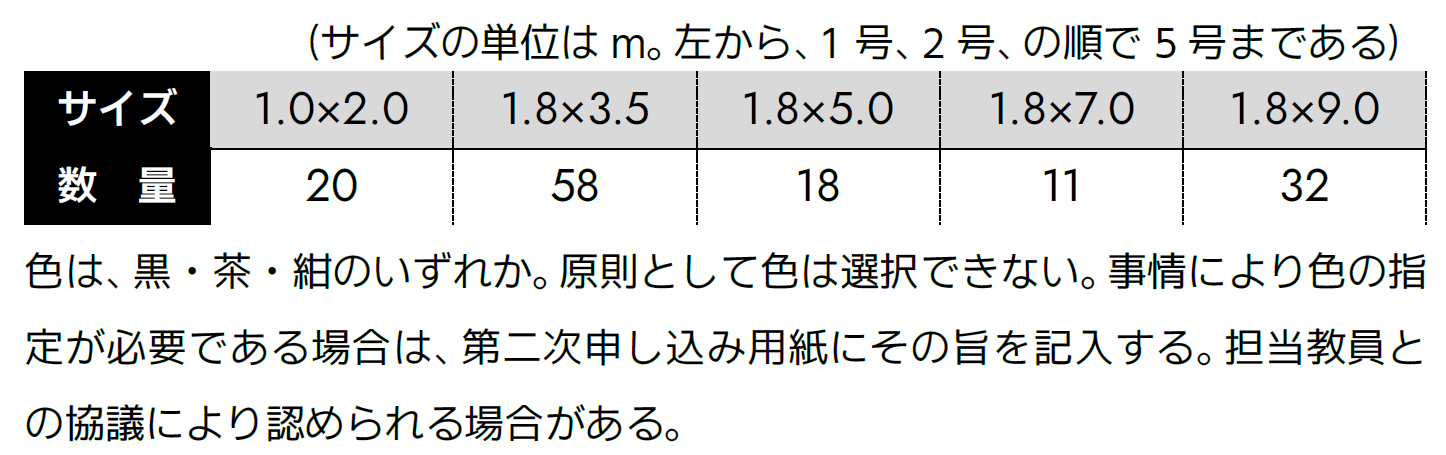 (サイズの単位は m。左から、1 号、2 号、の順で 5 号まである)
サイズ 1.0×2.0 1.8×3.5 1.8×5.0 1.8×7.0 1.8×9.0
数　量 20 58 18 11 32
色は、黒・茶・紺のいずれか。原則として色は選択できない。事情により色の指
定が必要である場合は、第二次申し込み用紙にその旨を記入する。担当教員と
の協議により認められる場合がある。